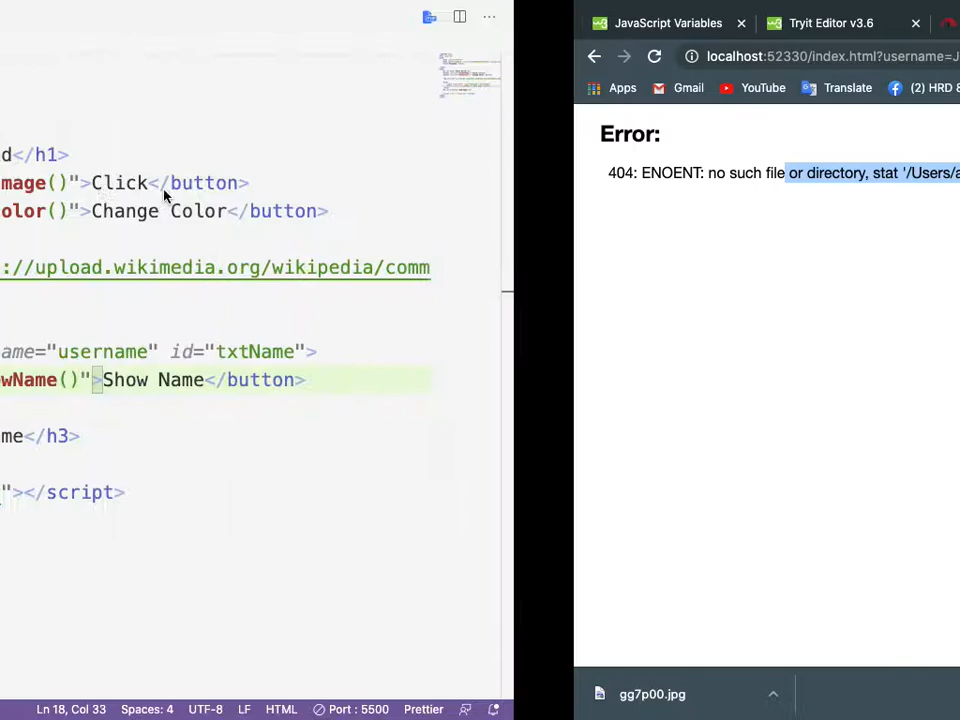 d</h1>
mage()">Click</button>
olor()">Change Color</button>
://upload.wikimedia.org/wikipedia/comm
ame="username" id="txtName">
wName()">Show Name</button>
me</h3>
"></script>
Ln 18, Col 33 Spaces: 4 UTF-8 LF HTML Port : 5500 Prettier
JavaScript Variables Tryit Editor v3.6
localhost:52330/index.html?username=J
Apps Gmail YouTube Translate (2) HRD &
Error:
404: ENOENT: no such file or directory, stat '/Users/a
gg7p00.jpg